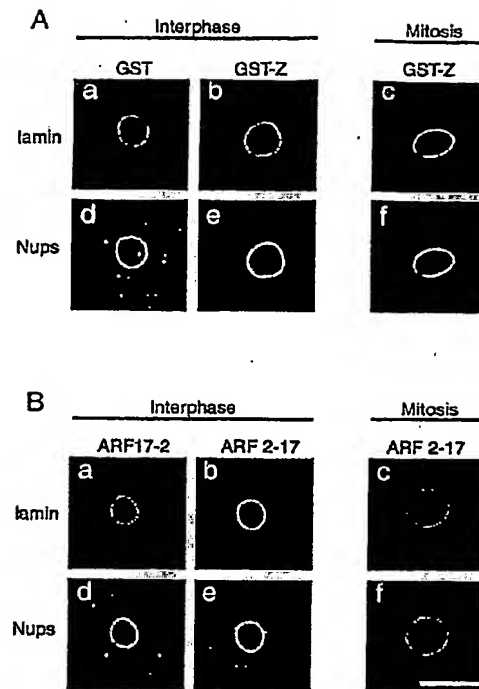 A
Interphase Mitosis
GST GST-Z GST-Z
a b c
lamin
d e f
Nups
B
Interphase Mitosis
ARF17-2 ARF 2-17 ARF 2-17
a b c
lamin
d e f
Nups